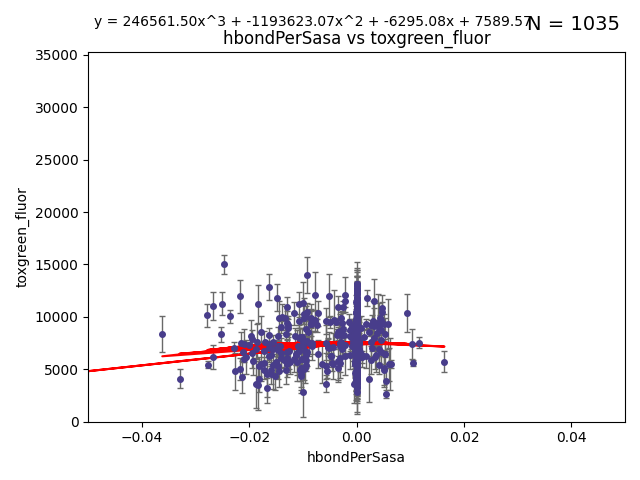 y = 246561.50x^3 + -1193623.07x^2 + -6295.08x + 7589.57
N = 1035
hbondPerSasa vs toxgreen_fluor
35000
30000
25000
20000
15000
10000
5000
0
toxgreen_fluor
−0.04
−0.02
0.00
0.02
0.04
hbondPerSasa